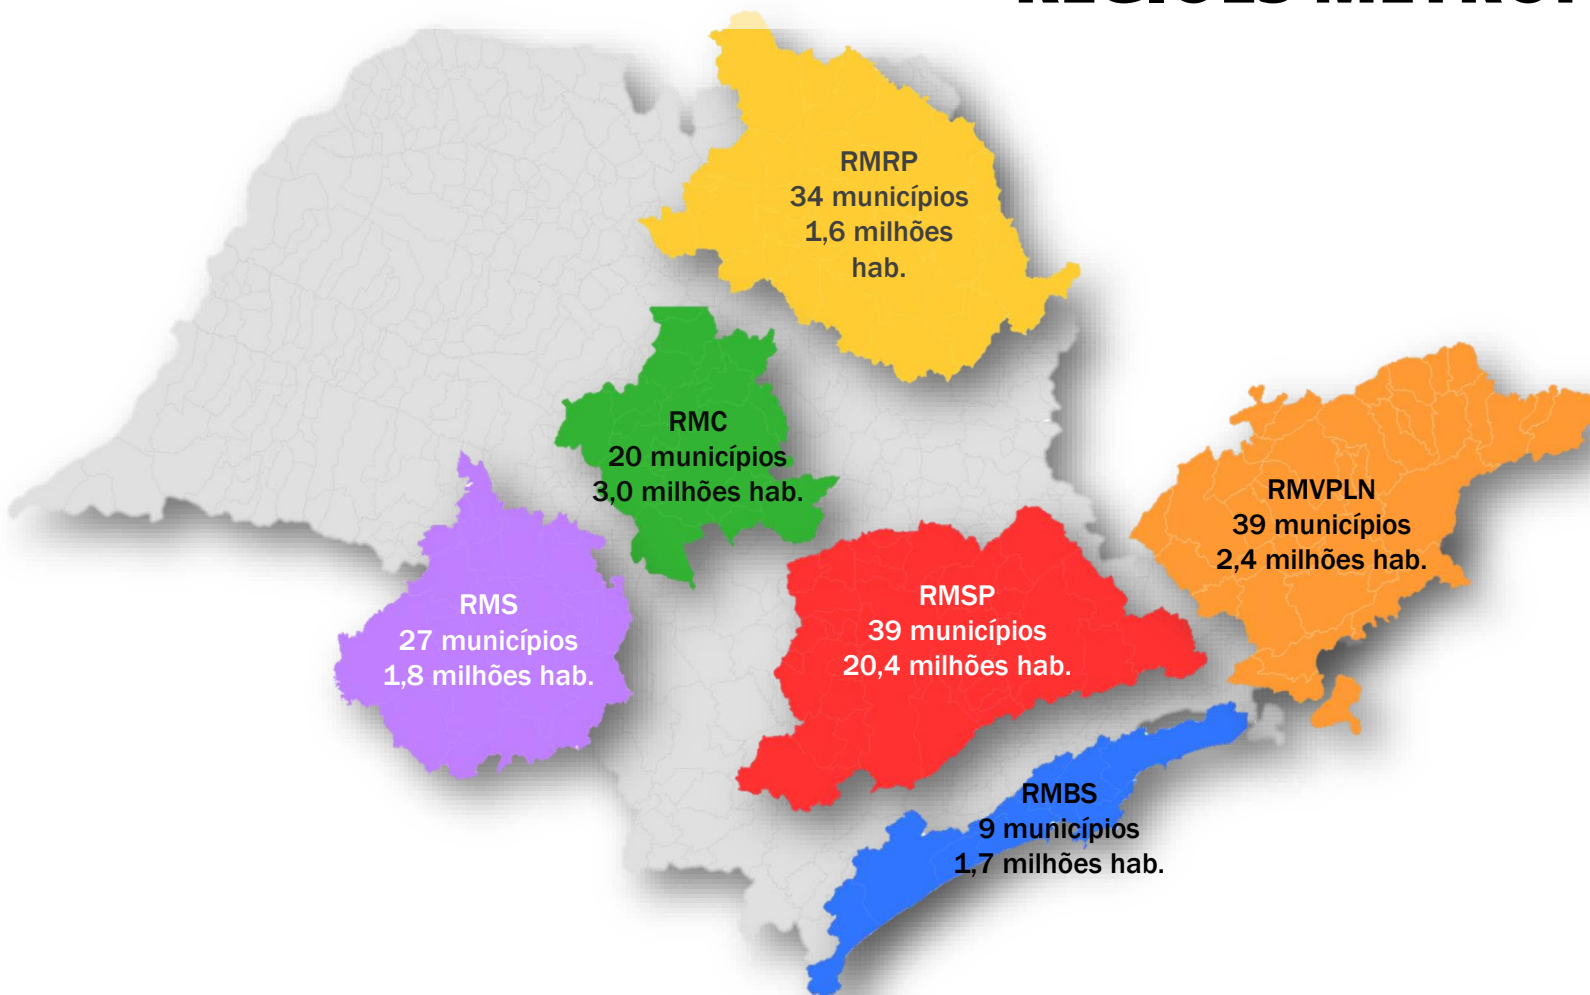 RMRP
34 municípios
1,6 milhões
hab.
RMC
20 municípios
3,0 milhões hab.
RMVPLN
39 municípios
2,4 milhões hab.
RMS
27 municípios
1,8 milhões hab.
RMSP
39 municípios
20,4 milhões hab.
RMBS
9 municípios
1,7 milhões hab.